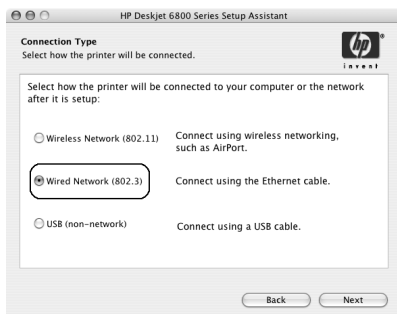 HP Deskjet 6800 Series Setup Assistant
Connection Type
Select how the printer will be connected.
hp
®
invent
Select how the printer will be connected to your computer or the network
after it is setup:
Wireless Network (802.11)
Connect using wireless networking,
such as AirPort.
Wired Network (802.3)
Connect using the Ethernet cable.
USB (non-network)
Connect using a USB cable.
Back
Next